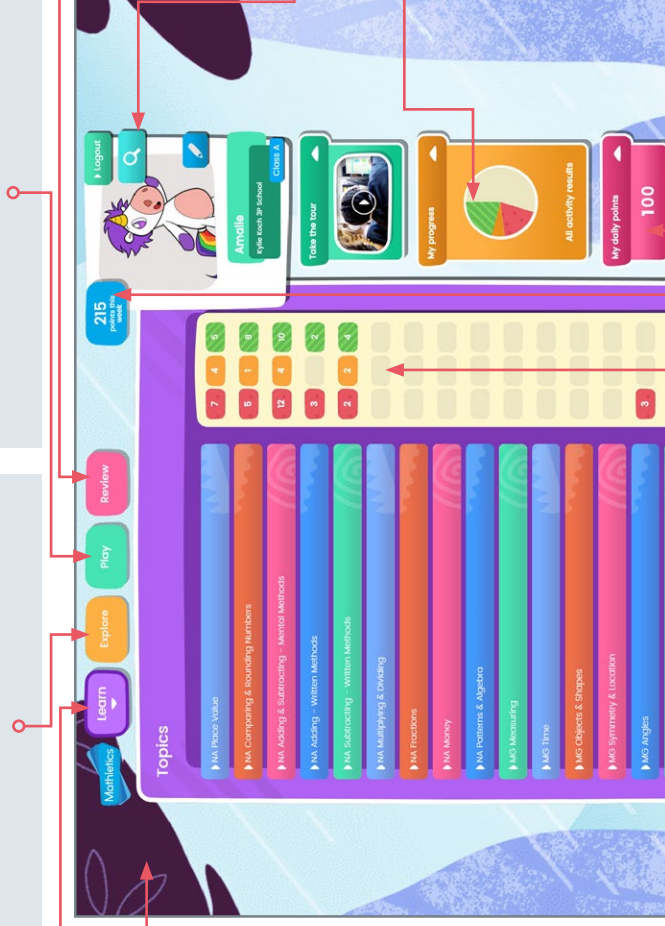 Mathletics
Learn
Explore
Play
Review
215
points this
week
Logout
Amalie
Kylie Koch 3P School
Class A
Topics
NA Place Value
7 4 5
NA Comparing & Rounding Numbers
5 1 8
NA Adding & Subtracting – Mental Methods
12 4 10
NA Adding – Written Methods
3 2
NA Subtracting – Written Methods
2 2 4
NA Multiplying & Dividing
NA Fractions
NA Money
NA Patterns & Algebra
MG Measuring
MG Time
MG Objects & Shapes
MG Symmetry & Location
MG Angles
3
Take the tour
My progress
All activity results
My daily points
100